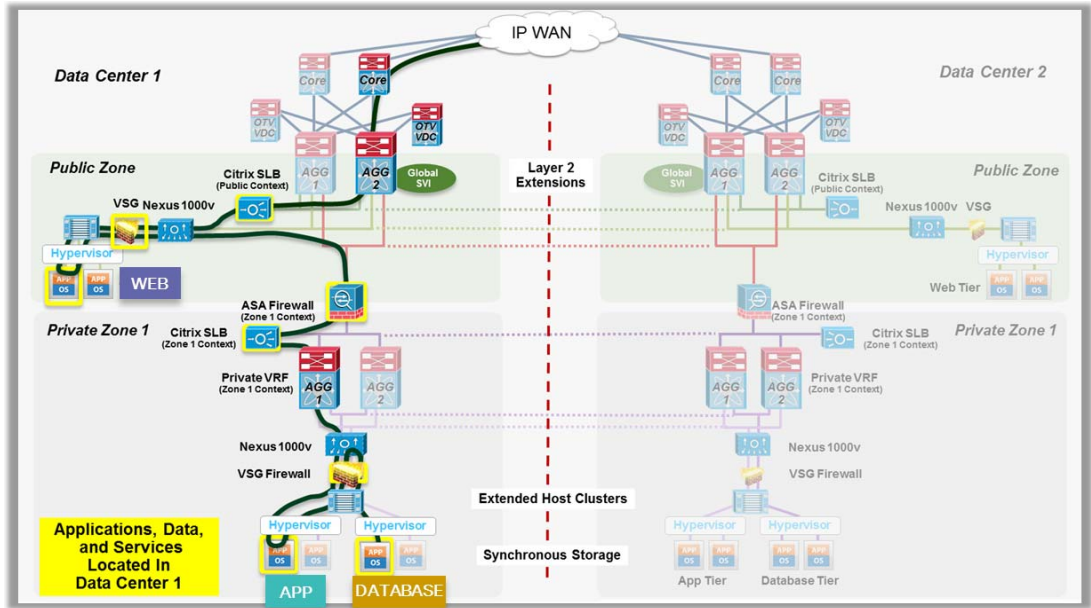 IP WAN
Data Center 1
Data Center 2
Core
Core
Core
Core
OTV
VDC
OTV
VDC
OTV
VDC
OTV
VDC
Public Zone
Citrix SLB
(Public Context)
AGG
1
AGG
2
Global
SVI
Layer 2
Extensions
Global
SVI
AGG
1
AGG
2
Citrix SLB
(Public Context)
Public Zone
VSG
Nexus 1000v
Nexus 1000v
VSG
Hypervisor
APP
OS
APP
OS
WEB
Hypervisor
Web Tier
APP
OS
APP
OS
ASA Firewall
(Zone 1 Context)
ASA Firewall
(Zone 1 Context)
Private Zone 1
Citrix SLB
(Zone 1 Context)
Citrix SLB
(Zone 1 Context)
Private Zone 1
Private VRF
(Zone 1 Context)
AGG
1
AGG
2
AGG
1
AGG
2
Private VRF
(Zone 1 Context)
Nexus 1000v
Nexus 1000v
VSG Firewall
VSG Firewall
Extended Host Clusters
Applications, Data,
and Services
Located In
Data Center 1
Hypervisor
Hypervisor
APP
OS
APP
OS
APP
OS
APP
OS
APP
DATABASE
Synchronous Storage
Hypervisor
Hypervisor
APP
OS
APP
OS
APP
OS
APP
OS
App Tier
Database Tier